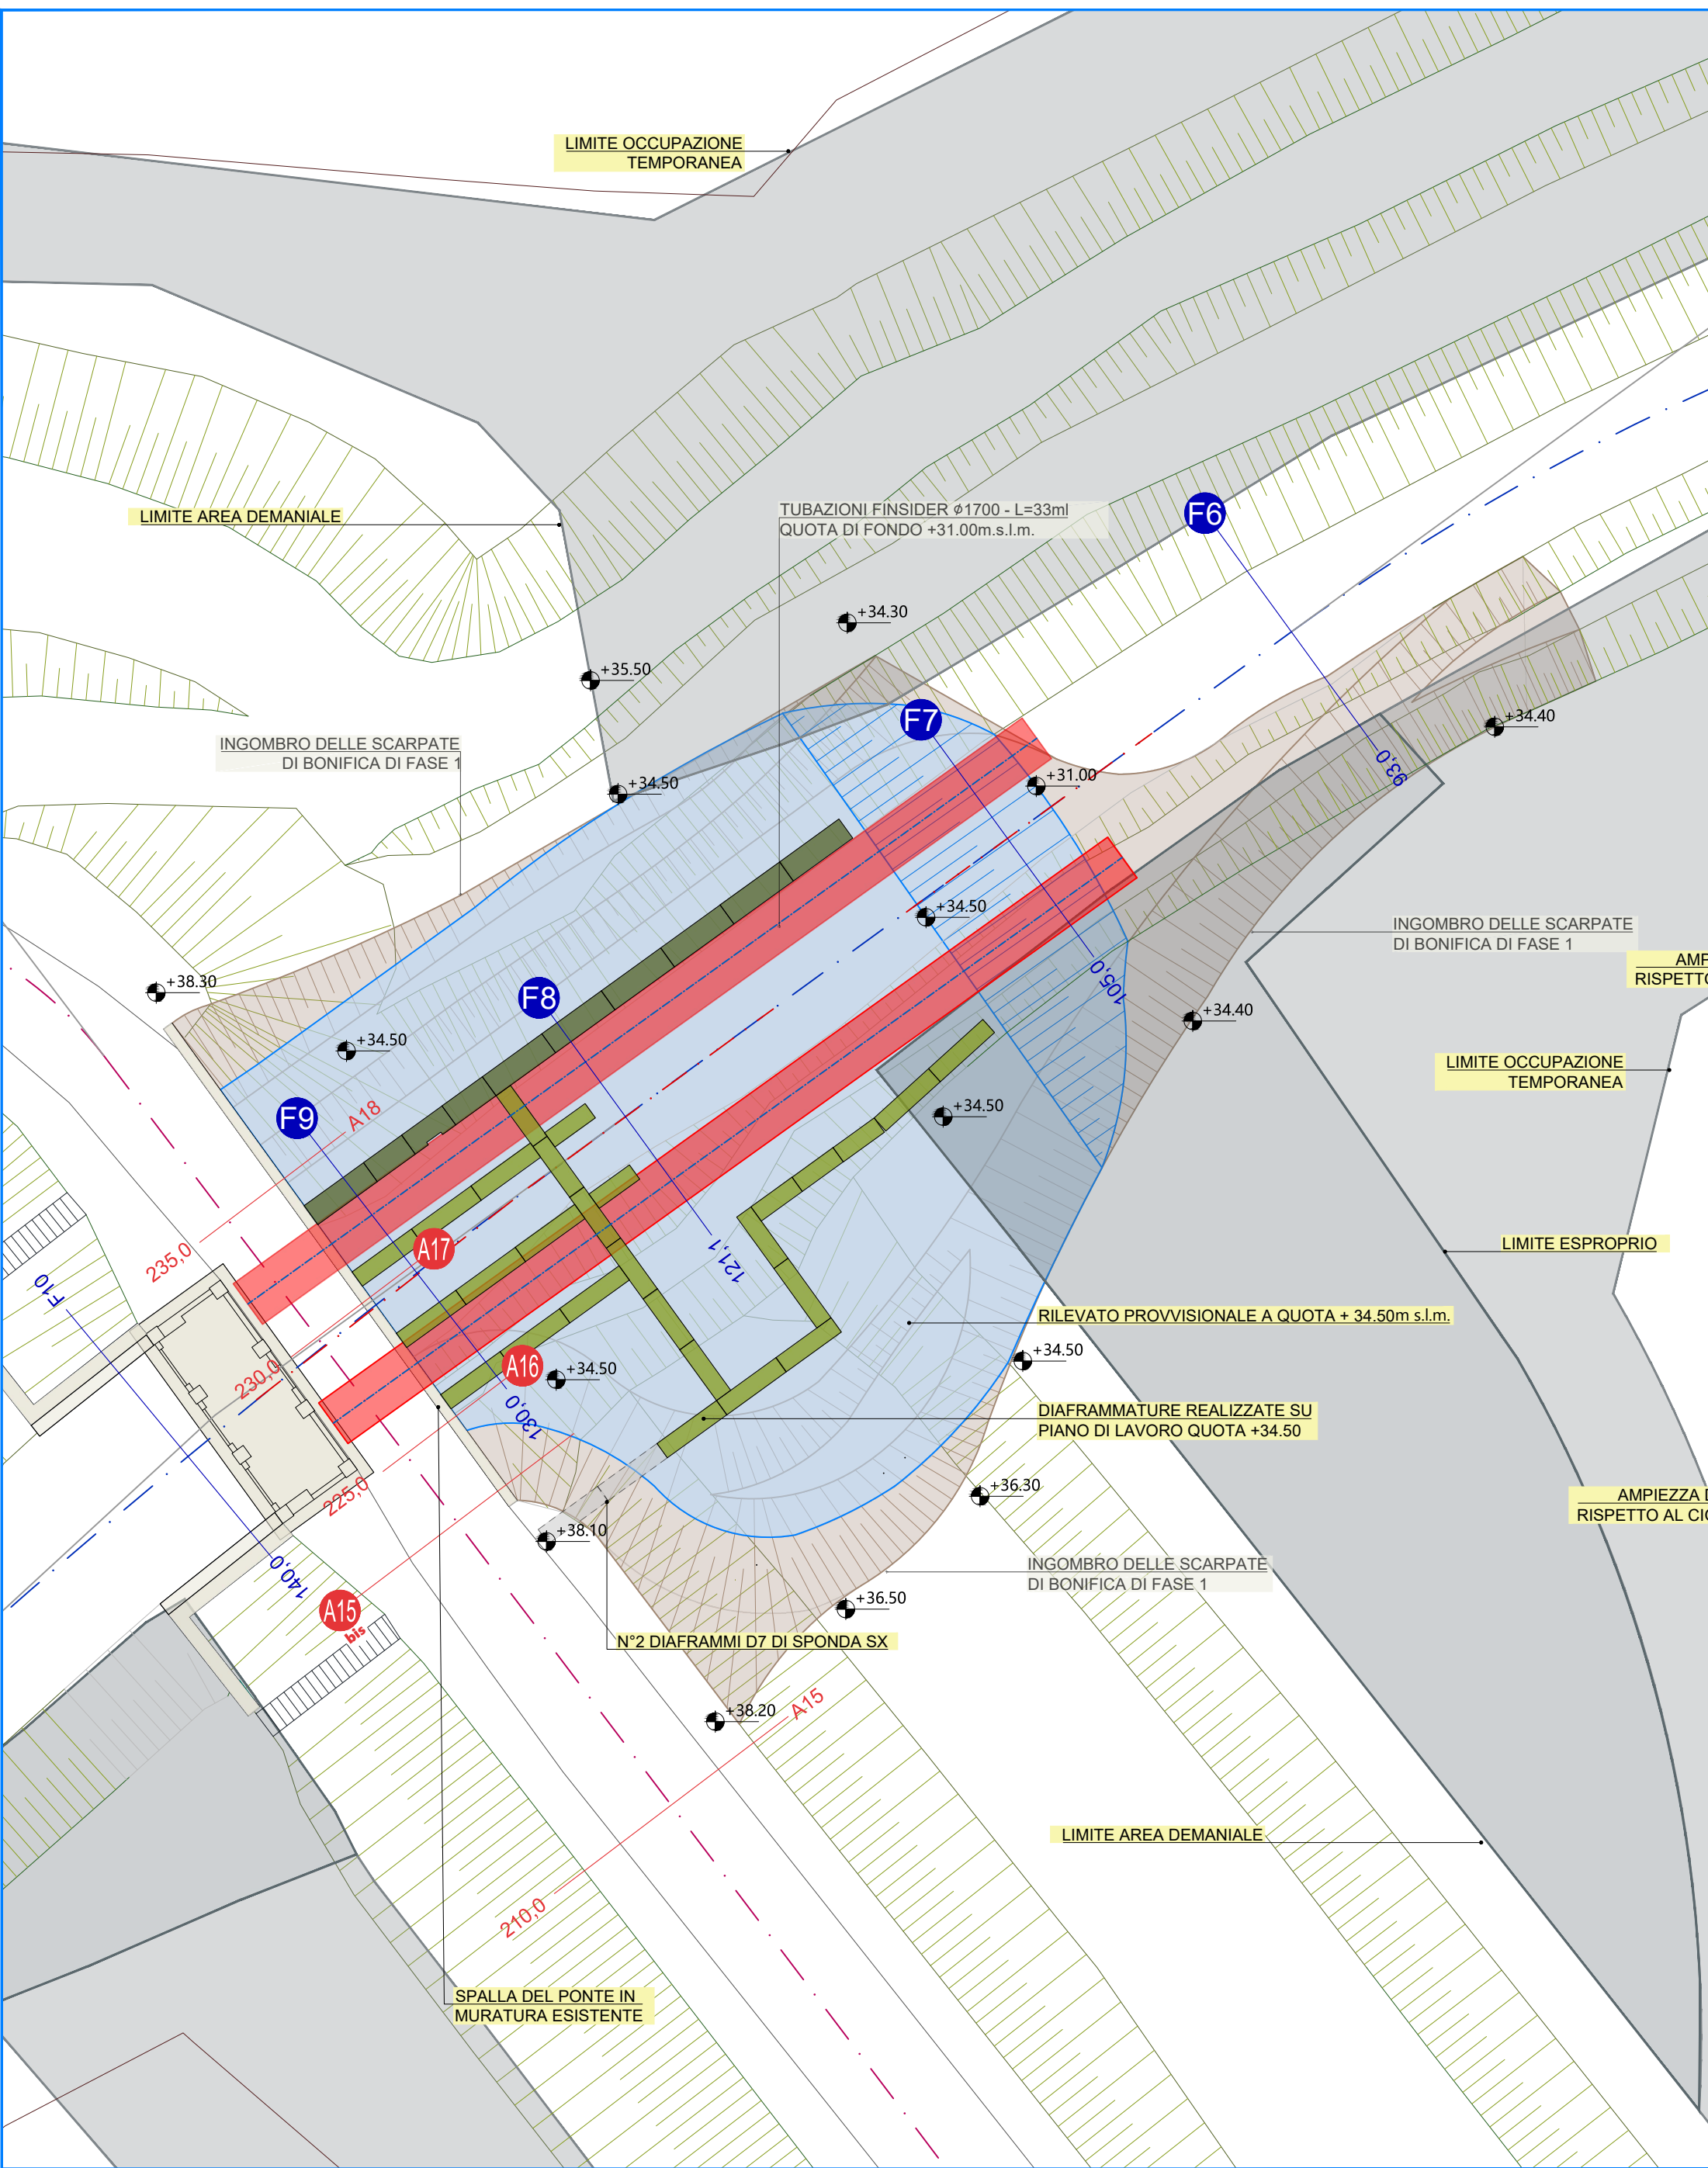 LIMITE OCCUPAZIONE
TEMPORANEA
LIMITE AREA DEMANIALE
TUBAZIONI FINSIDER ø1700 - L=33ml
QUOTA DI FONDO +31.00m.s.l.m.
F6
+34.30
+35.50
F7
+34.40
INGOMBRO DELLE SCARPATE
DI BONIFICA DI FASE 1
93,0
+34.50
+31.00
+34.50
INGOMBRO DELLE SCARPATE
DI BONIFICA DI FASE 1
AMP
RISPETTO
+38.30
105,0
F8
+34.40
+34.50
LIMITE OCCUPAZIONE
TEMPORANEA
F9
A18
+34.50
235,0
A17
121,1
LIMITE ESPROPRIO
F10
RILEVATO PROVVISIONALE A QUOTA + 34.50m s.l.m.
230,0
A16
+34.50
+34.50
130,0
DIAFRAMMATURE REALIZZATE SU
PIANO DI LAVORO QUOTA +34.50
225,0
+36.30
AMPIEZZA D
RISPETTO AL CIG
+38.10
140,0
INGOMBRO DELLE SCARPATE
DI BONIFICA DI FASE 1
A15
bis
+36.50
N°2 DIAFRAMMI D7 DI SPONDA SX
+38.20
A15
LIMITE AREA DEMANIALE
210,0
SPALLA DEL PONTE IN
MURATURA ESISTENTE